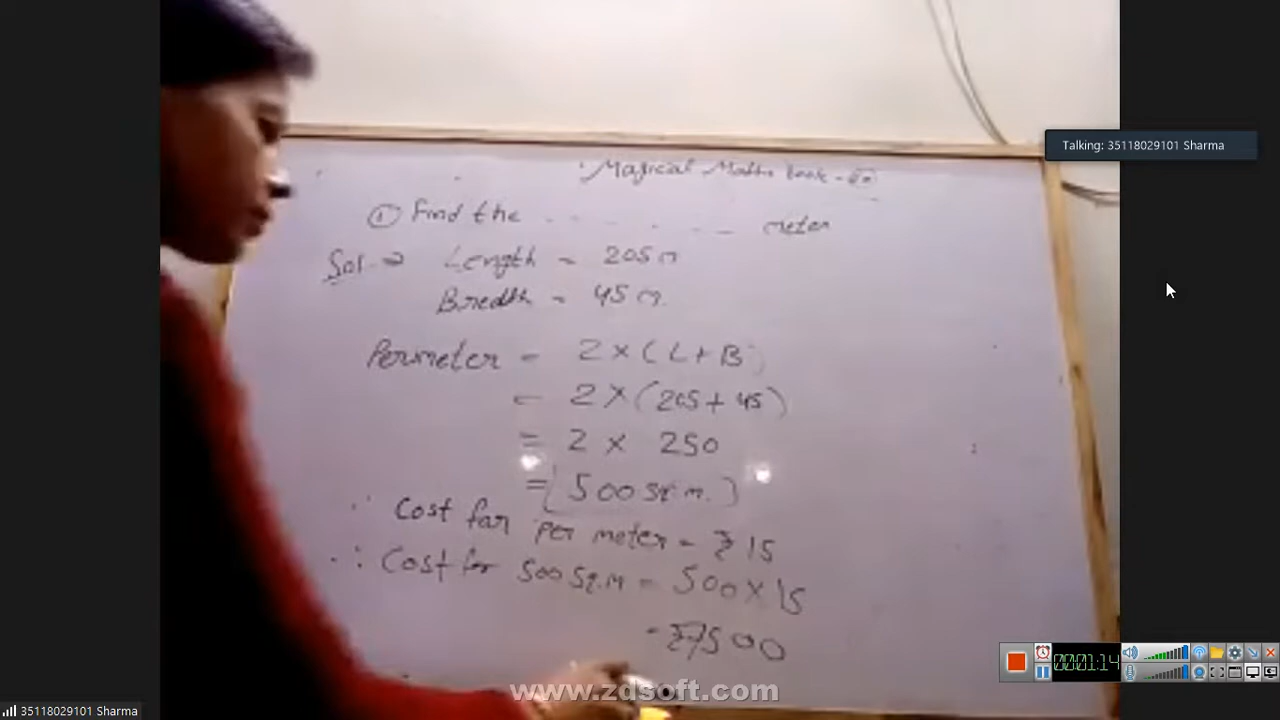 Talking: 35118029101 Sharma
Magical Maths book -
① Find the . . . . . . . meter
Sol → Length = 205 m
Breadth = 45 m.
Perimeter = 2 × (L + B)
= 2 × (205 + 45)
= 2 × 250
= [500 sq m.]
∴ Cost for per meter = ₹ 15
∴ Cost for 500 Sq.M = 500 × 15
= ₹7500
00:01:14
www.zdsoft.com
35118029101 Sharma